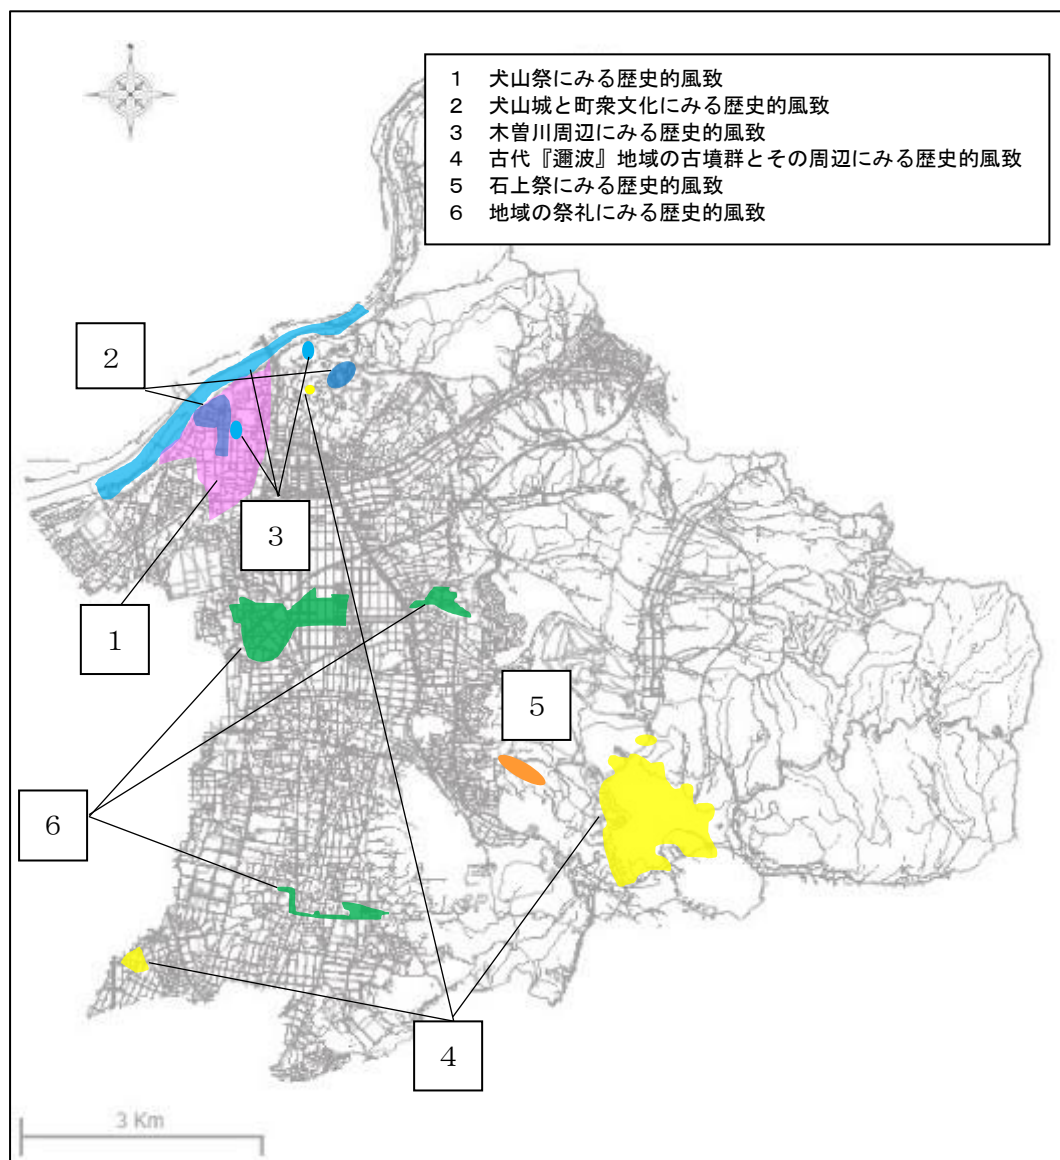 1 犬山祭にみる歴史的風致
2 犬山城と町衆文化にみる歴史的風致
3 木曽川周辺にみる歴史的風致
4 古代『邇波』地域の古墳群とその周辺にみる歴史的風致
5 石上祭にみる歴史的風致
6 地域の祭礼にみる歴史的風致
2
3
1
5
6
4
3 Km